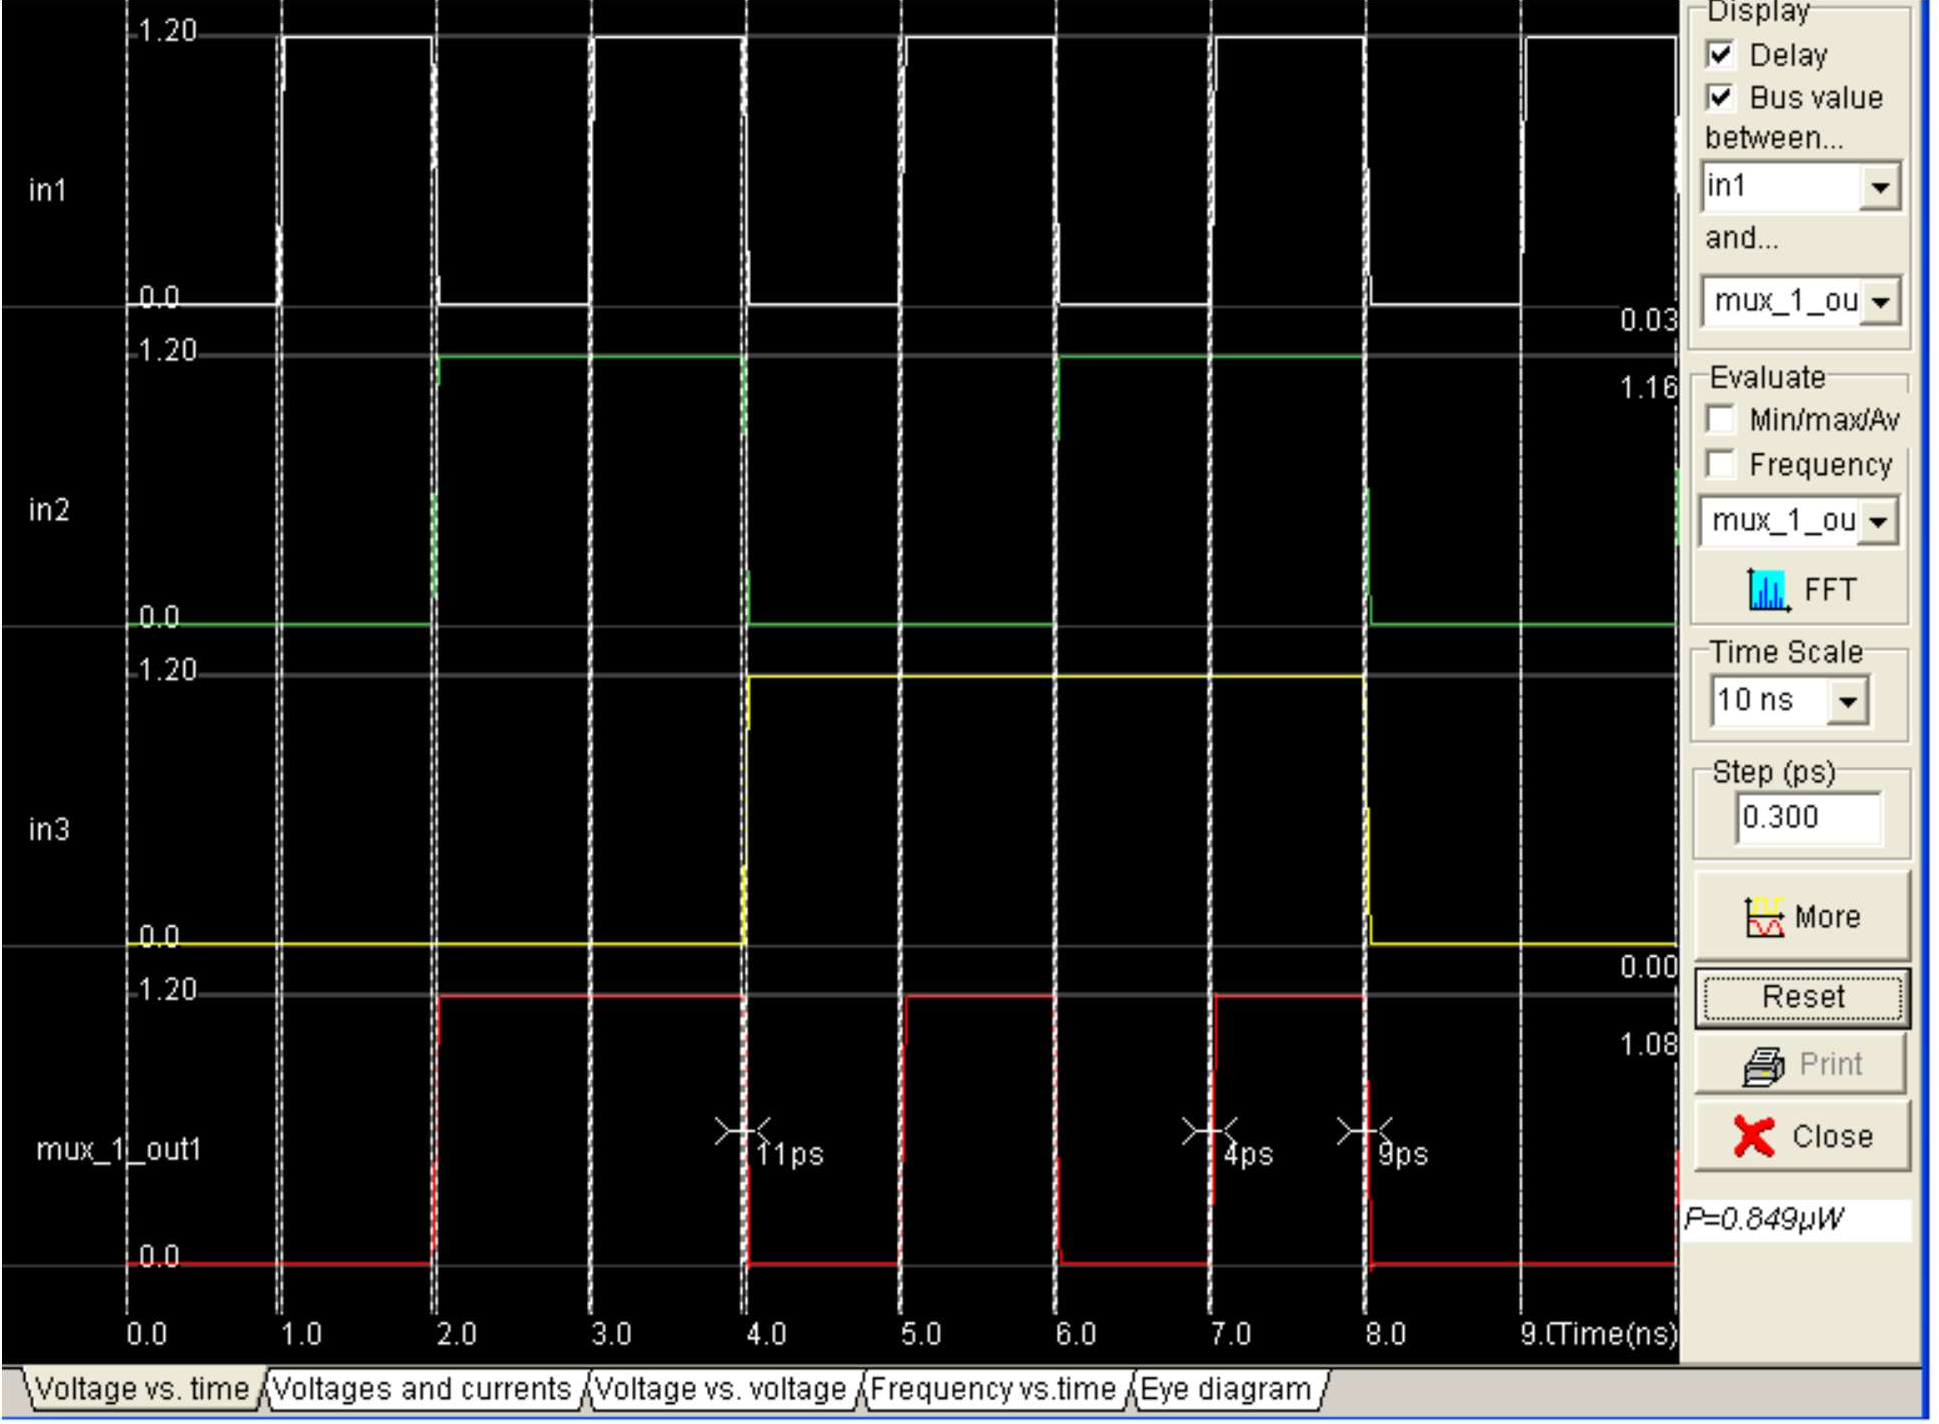 1.20
in1
0.0
0.03
1.20
1.16
in2
0.0
1.20
in3
0.0
0.00
1.20
1.08
mux_1_out1
11ps
4ps
9ps
0.0
0.0 1.0 2.0 3.0 4.0 5.0 6.0 7.0 8.0 9.0 Time(ns)
Voltage vs. time Voltages and currents Voltage vs. voltage Frequency vs.time Eye diagram
Display
Delay
Bus value
between...
in1
and...
mux_1_ou
Evaluate
Min/max/Av
Frequency
mux_1_ou
FFT
Time Scale
10 ns
Step (ps)
0.300
More
Reset
Print
Close
P=0.849µW